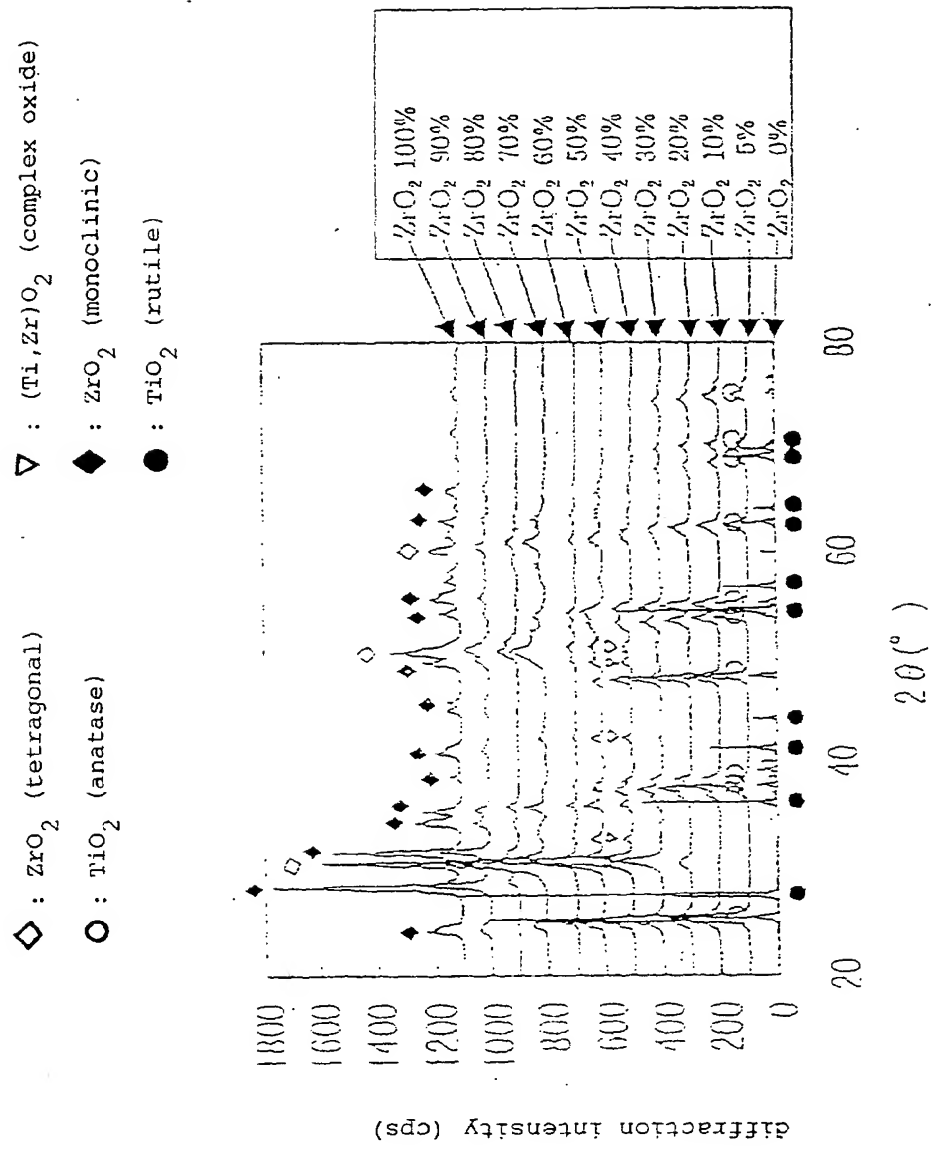 ◇ : ZrO2 (tetragonal)
▽ : (Ti,Zr)O2 (complex oxide)
○ : TiO2 (anatase)
◆ : ZrO2 (monoclinic)
● : TiO2 (rutile)
diffraction intensity (cps)
1800
1600
1400
1200
1000
800
600
400
200
0
20
40
60
80
2θ(°)
ZrO2 100%
ZrO2 90%
ZrO2 80%
ZrO2 70%
ZrO2 60%
ZrO2 50%
ZrO2 40%
ZrO2 30%
ZrO2 20%
ZrO2 10%
ZrO2 5%
ZrO2 0%